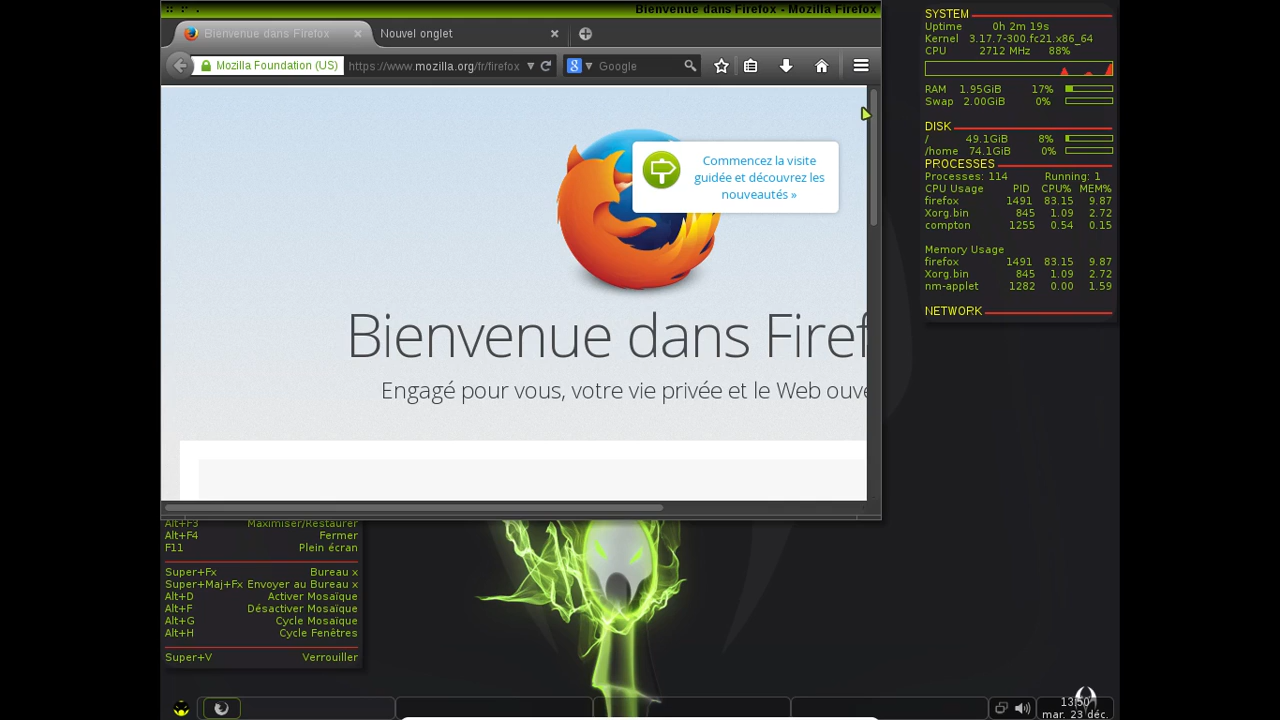 Bienvenue dans Firefox - Mozilla Firefox
Bienvenue dans Firefox
Nouvel onglet
Mozilla Foundation (US)
https://www.mozilla.org/fr/firefox
Google
Commencez la visite
guidée et découvrez les
nouveautés »
Bienvenue dans Firef
Engagé pour vous, votre vie privée et le Web ouve
SYSTEM
Uptime 0h 2m 19s
Kernel 3.17.7-300.fc21.x86_64
CPU 2712 MHz 88%
RAM 1.95GiB 17%
Swap 2.00GiB 0%
DISK
/ 49.1GiB 8%
/home 74.1GiB 0%
PROCESSES
Processes: 114 Running: 1
CPU Usage PID CPU% MEM%
firefox 1491 83.15 9.87
Xorg.bin 845 1.09 2.72
compton 1255 0.54 0.15
Memory Usage
firefox 1491 83.15 9.87
Xorg.bin 845 1.09 2.72
nm-applet 1282 0.00 1.59
NETWORK
Alt+F3 Maximiser/Restaurer
Alt+F4 Fermer
F11 Plein écran
Super+Fx Bureau x
Super+Maj+Fx Envoyer au Bureau x
Alt+D Activer Mosaïque
Alt+F Désactiver Mosaïque
Alt+G Cycle Mosaïque
Alt+H Cycle Fenêtres
Super+V Verrouiller
13:50
mar. 23 déc.